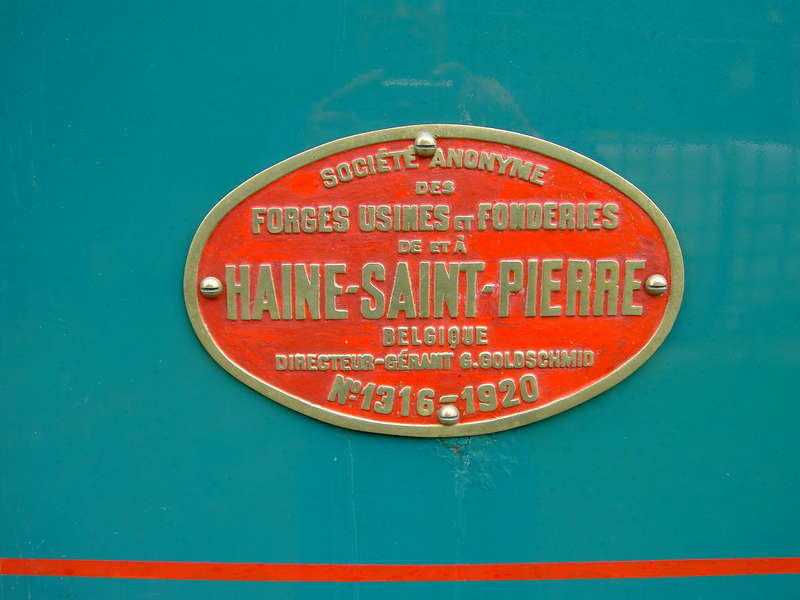 SOCIÉTÉ ANONYME
DES
FORGES USINES ET FONDERIES
DE ET À
HAINE-SAINT-PIERRE
BELGIQUE
DIRECTEUR-GÉRANT G.GOLDSCHMID
Nº 1316-1920